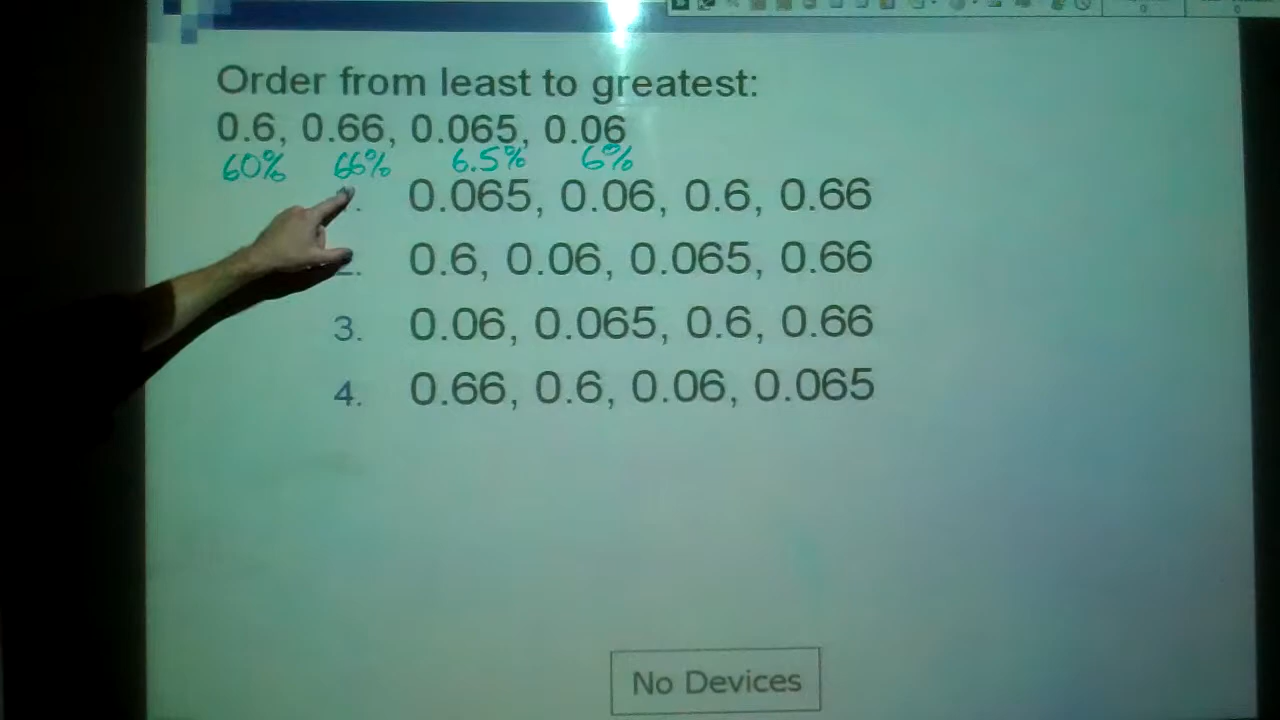 Order from least to greatest:
0.6, 0.66, 0.065, 0.06
60% 66% 6.5% 6%
0.065, 0.06, 0.6, 0.66
2. 0.6, 0.06, 0.065, 0.66
3. 0.06, 0.065, 0.6, 0.66
4. 0.66, 0.6, 0.06, 0.065
No Devices